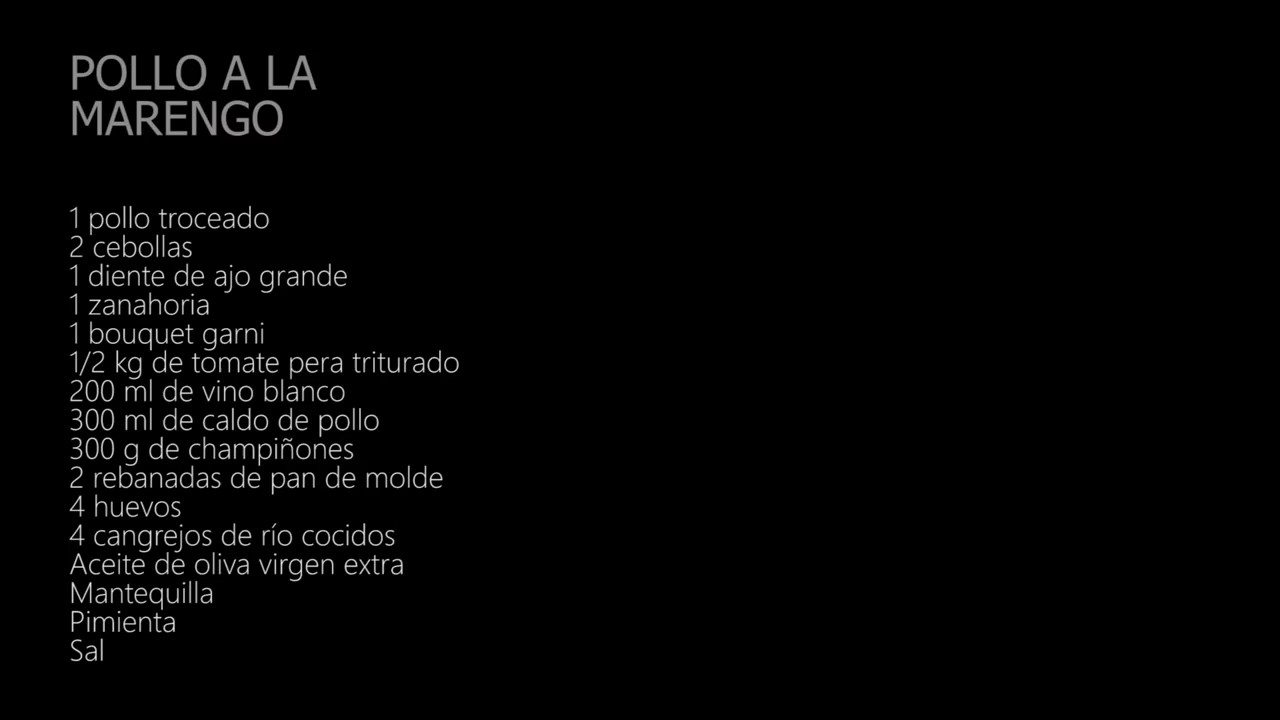 POLLO A LA
MARENGO
1 pollo troceado
2 cebollas
1 diente de ajo grande
1 zanahoria
1 bouquet garni
1/2 kg de tomate pera triturado
200 ml de vino blanco
300 ml de caldo de pollo
300 g de champiñones
2 rebanadas de pan de molde
4 huevos
4 cangrejos de río cocidos
Aceite de oliva virgen extra
Mantequilla
Pimienta
Sal